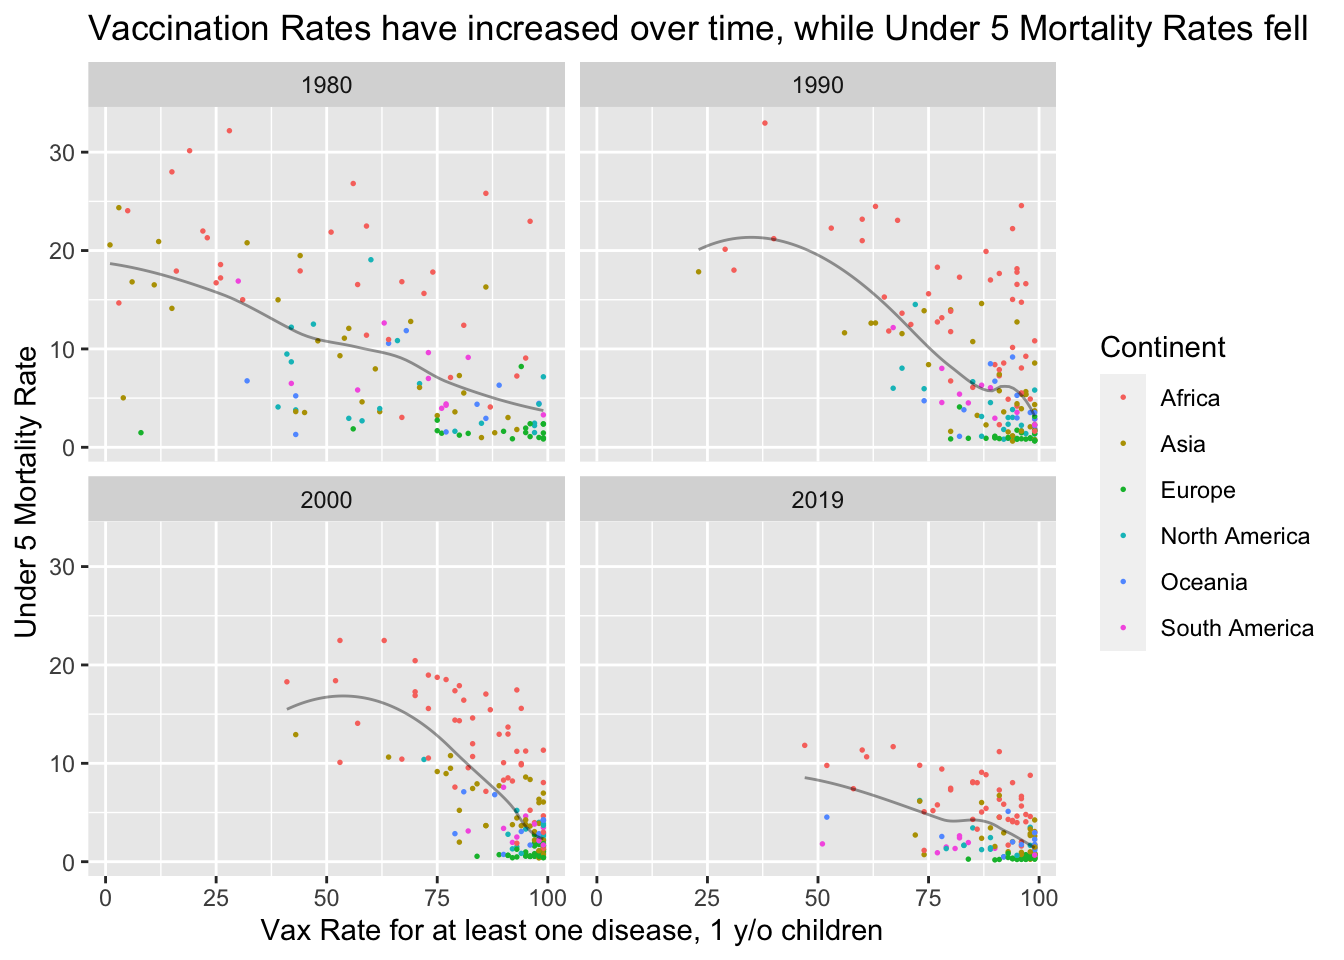 Vaccination Rates have increased over time, while Under 5 Mortality Rates fell
1980
1990
30
20
10
0
2000
2019
30
20
10
0
0 25 50 75 100 0 25 50 75 100
Vax Rate for at least one disease, 1 y/o children
Under 5 Mortality Rate
Continent
Africa
Asia
Europe
North America
Oceania
South America